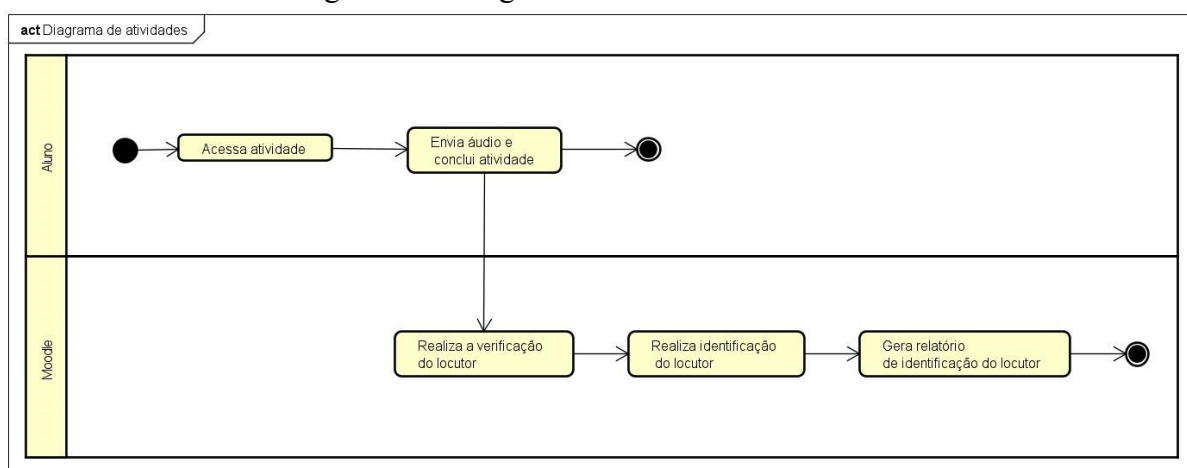 act Diagrama de atividades
Aluno
Acessa atividade
Envia áudio e
conclui atividade
Moodle
Realiza a verificação
do locutor
Realiza identificação
do locutor
Gera relatório
de identificação do locutor